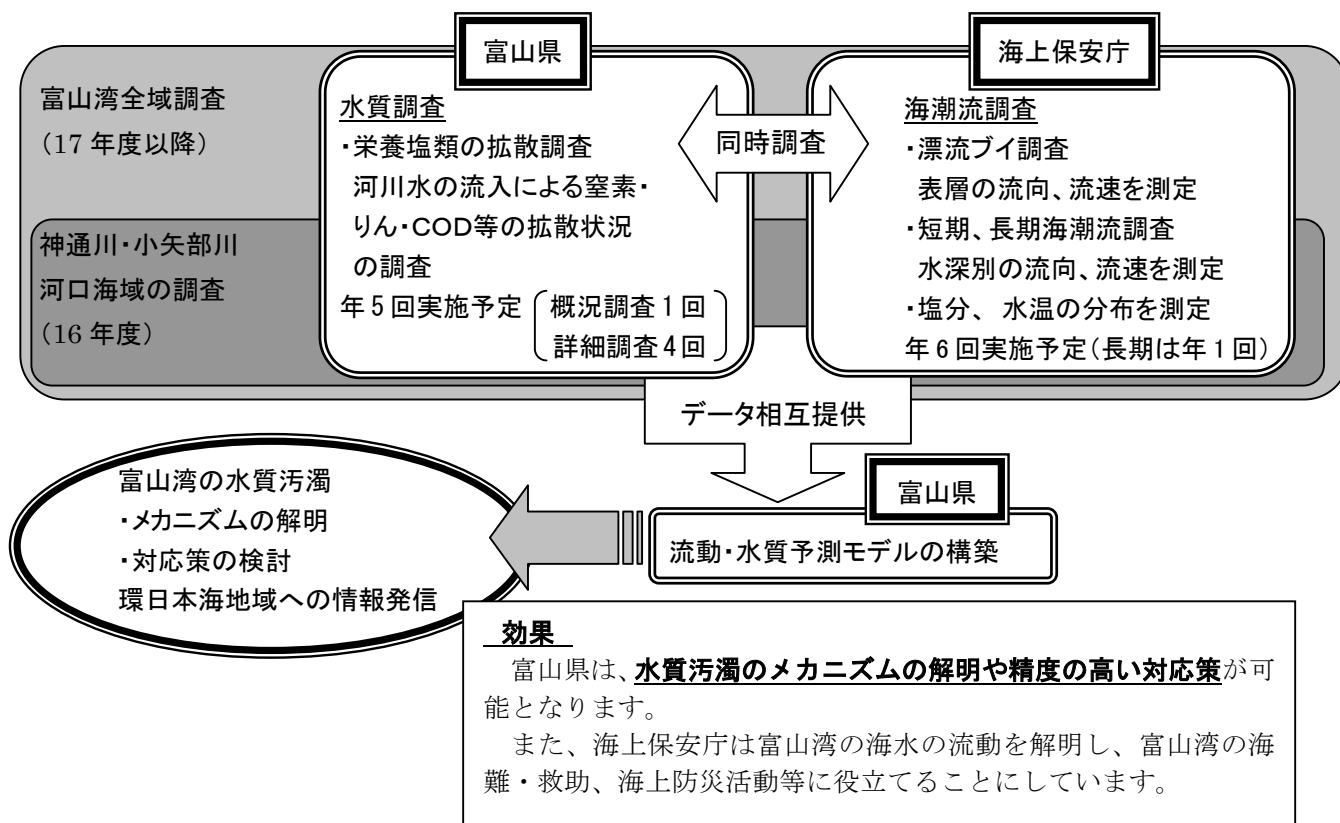 富山湾全域調査
（17 年度以降）
神通川・小矢部川
河口海域の調査
（16 年度）
富山県
水質調査
・栄養塩類の拡散調査
河川水の流入による窒素・
りん・COD等の拡散状況
の調査
年５回実施予定
概況調査１回
詳細調査４回
同時調査
海上保安庁
海潮流調査
・漂流ブイ調査
表層の流向、流速を測定
・短期、長期海潮流調査
水深別の流向、流速を測定
・塩分、 水温の分布を測定
年６回実施予定（長期は年１回）
データ相互提供
富山県
流動・水質予測モデルの構築
富山湾の水質汚濁
・メカニズムの解明
・対応策の検討
環日本海地域への情報発信
効果
富山県は、水質汚濁のメカニズムの解明や精度の高い対応策が可
能となります。
また、海上保安庁は富山湾の海水の流動を解明し、富山湾の海
難・救助、海上防災活動等に役立てることにしています。